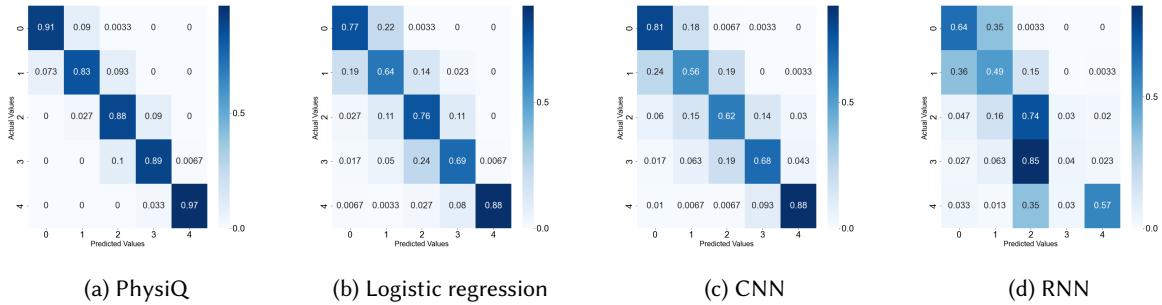 0 0.91 0.09 0.0033 0 0
1 0.073 0.83 0.093 0 0
2 0 0.027 0.88 0.09 0
3 0 0 0.1 0.89 0.0067
4 0 0 0 0.033 0.97
0 1 2 3 4
Actual Values
Predicted Values
0.5
0.0
(a) PhysiQ
0 0.77 0.22 0.0033 0 0
1 0.19 0.64 0.14 0.023 0
2 0.027 0.11 0.76 0.11 0
3 0.017 0.05 0.24 0.69 0.0067
4 0.0067 0.0033 0.027 0.08 0.88
0 1 2 3 4
Actual Values
Predicted Values
0.5
0.0
(b) Logistic regression
0 0.81 0.18 0.0067 0 0
1 0.24 0.56 0.19 0 0.0033
2 0.06 0.15 0.62 0.14 0.03
3 0.017 0.063 0.19 0.68 0.043
4 0.01 0.0067 0.0067 0.093 0.88
0 1 2 3 4
Actual Values
Predicted Values
0.5
0.0
(c) CNN
0 0.64 0.35 0.0033 0 0
1 0.36 0.49 0.15 0 0.0033
2 0.047 0.16 0.74 0.03 0.02
3 0.027 0.063 0.85 0.04 0.023
4 0.033 0.013 0.35 0.03 0.57
0 1 2 3 4
Actual Values
Predicted Values
0.5
0.0
(d) RNN